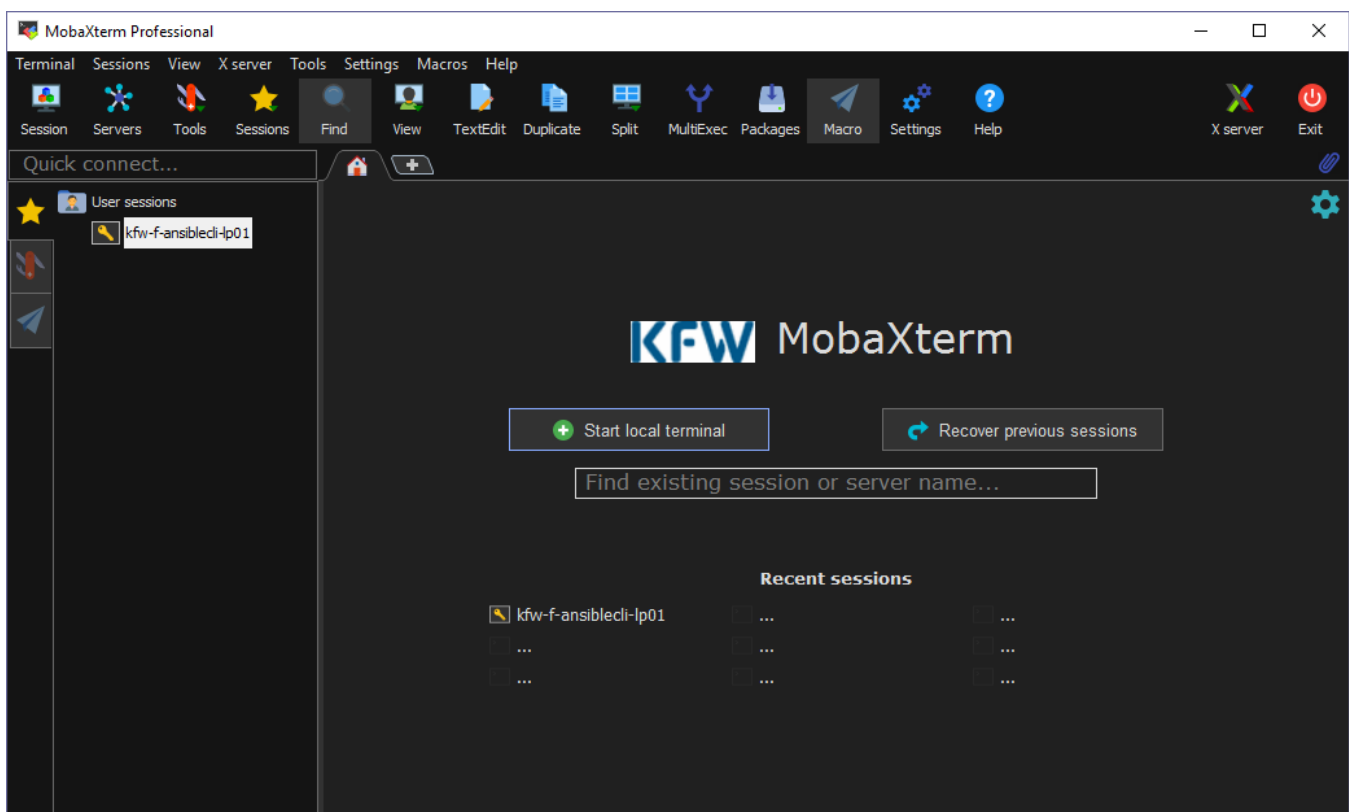 MobaXterm Professional
Terminal Sessions View X server Tools Settings Macros Help
Session Servers Tools Sessions Find View TextEdit Duplicate Split MultiExec Packages Macro Settings Help X server Exit
Quick connect...
User sessions
kfw-f-ansiblecli-lp01
KFW MobaXterm
Start local terminal Recover previous sessions
Find existing session or server name...
Recent sessions
kfw-f-ansiblecli-lp01 ... ...
... ... ...
... ... ...